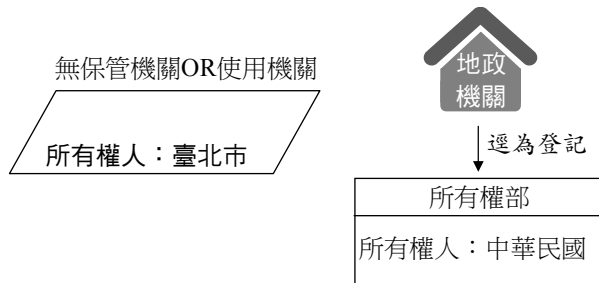 無保管機關OR使用機關
所有權人：臺北市
地政
機關
逕為登記
所有權部
所有權人：中華民國